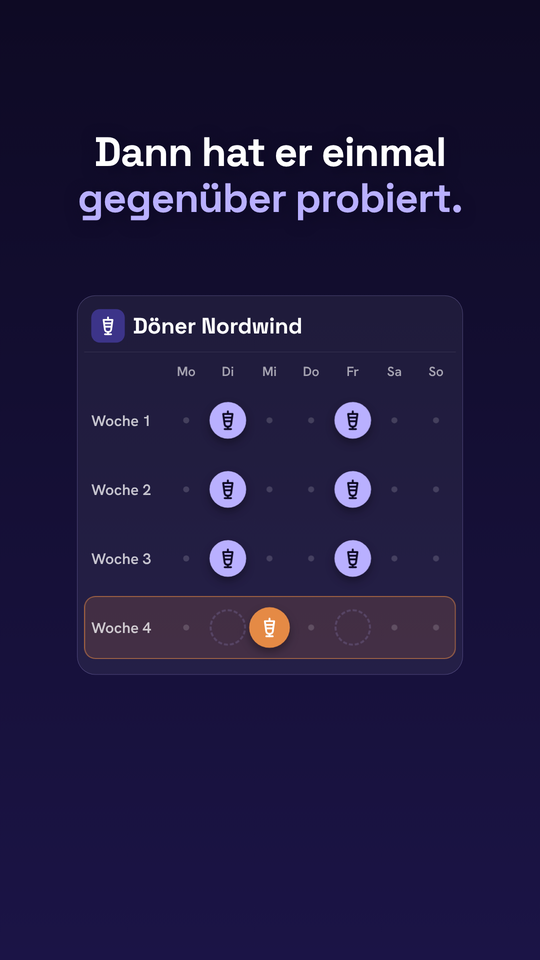 Dann hat er einmal
gegenüber probiert.
Döner Nordwind
Mo Di Mi Do Fr Sa So
Woche 1
Woche 2
Woche 3
Woche 4